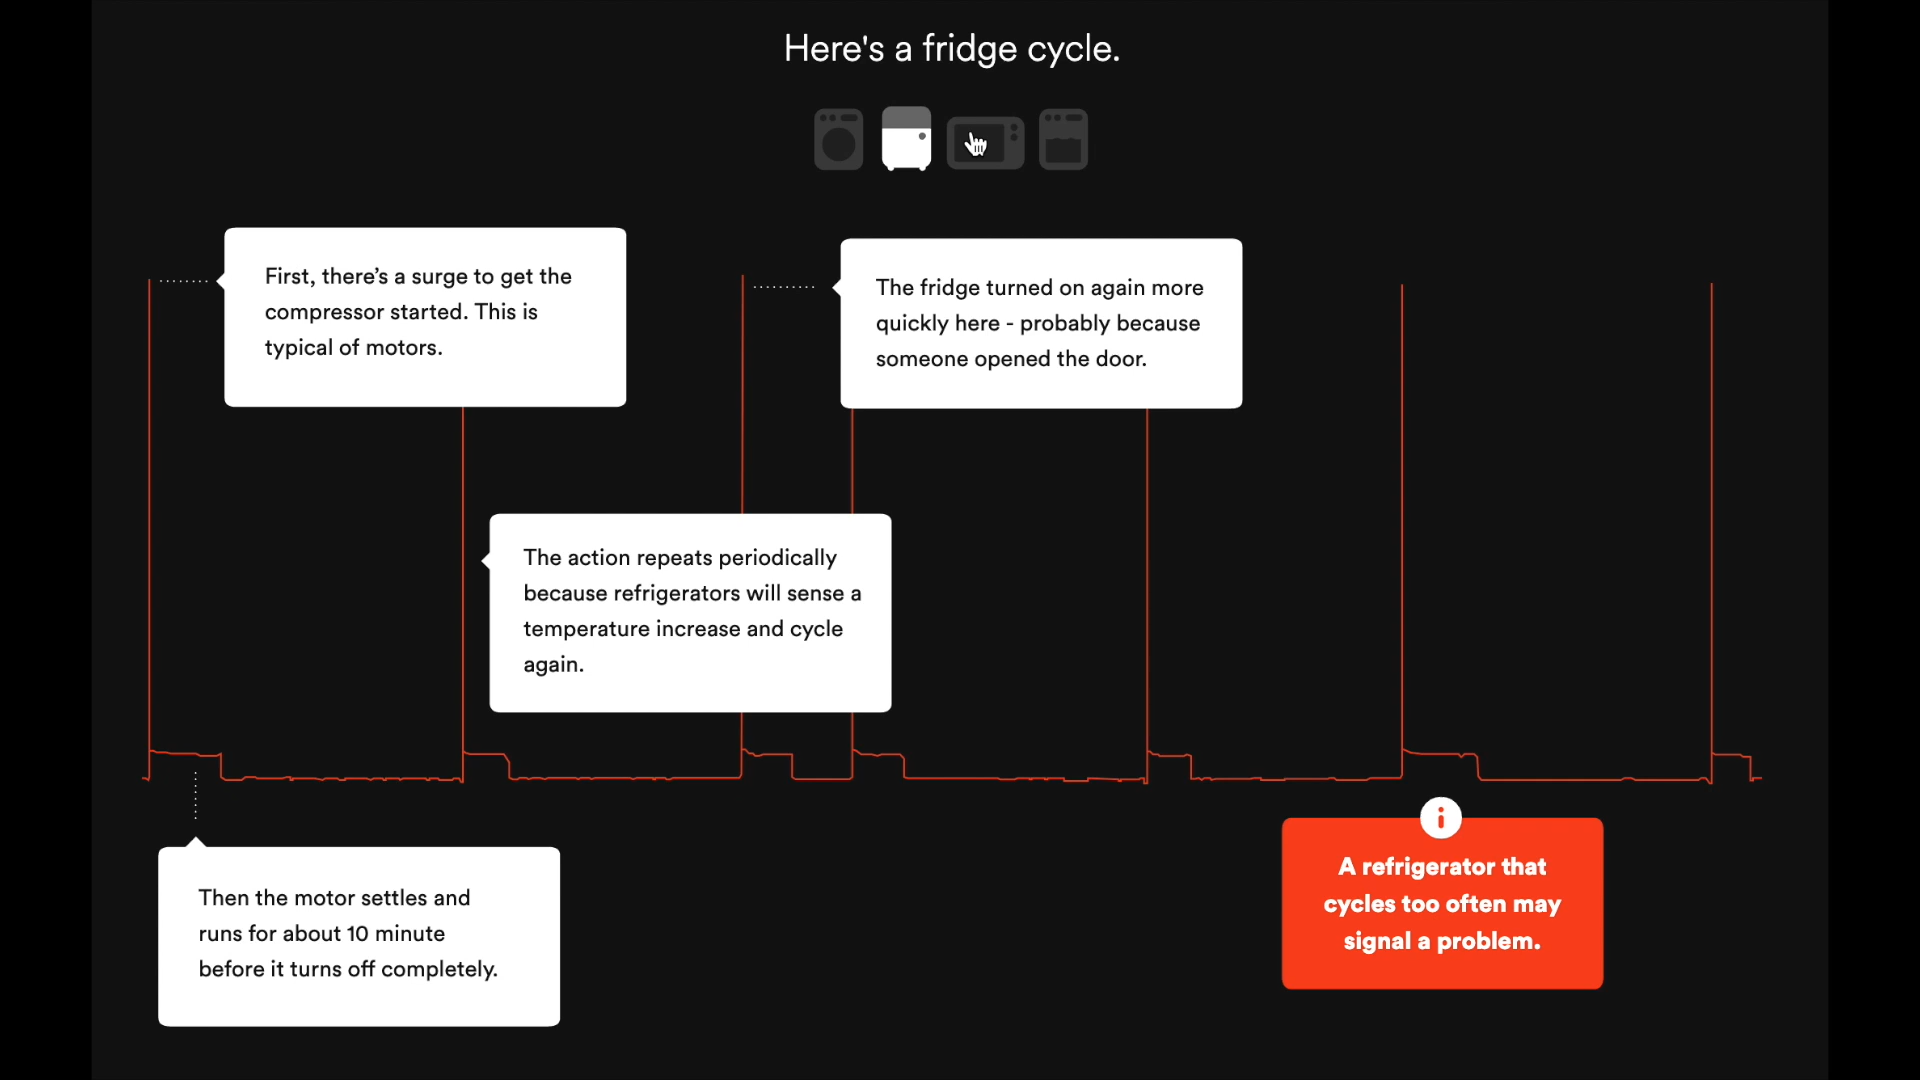 Here's a fridge cycle.
First, there’s a surge to get the
compressor started. This is
typical of motors.
The fridge turned on again more
quickly here - probably because
someone opened the door.
The action repeats periodically
because refrigerators will sense a
temperature increase and cycle
again.
Then the motor settles and
runs for about 10 minute
before it turns off completely.
A refrigerator that
cycles too often may
signal a problem.